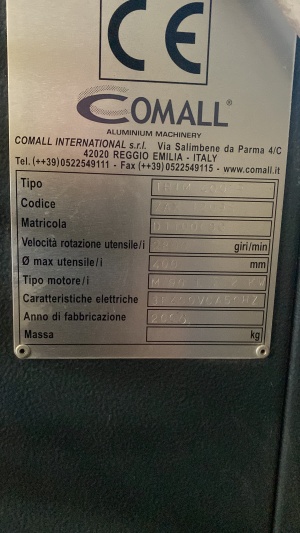 CE
COMALL®
ALUMINIUM MACHINERY
COMALL INTERNATIONAL s.r.l. Via Salimbene da Parma 4/C
42020 REGGIO EMILIA - ITALY
Tel. (++39)0522549111 - Fax (++39)0522549115 - www.comall.it
Tipo
Codice
Matricola
Velocità rotazione utensile/i giri/min
Ø max utensile/i 400 mm
Tipo motore/i
Caratteristiche elettriche
Anno di fabbricazione
Massa kg